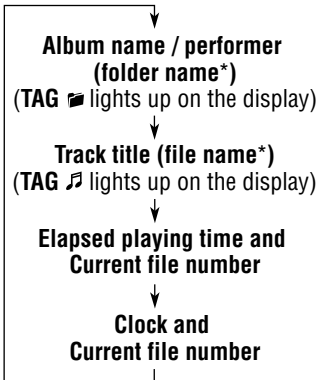 Album name / performer
(folder name*)
(TAG lights up on the display)
Track title (file name*)
(TAG lights up on the display)
Elapsed playing time and
Current file number
Clock and
Current file number